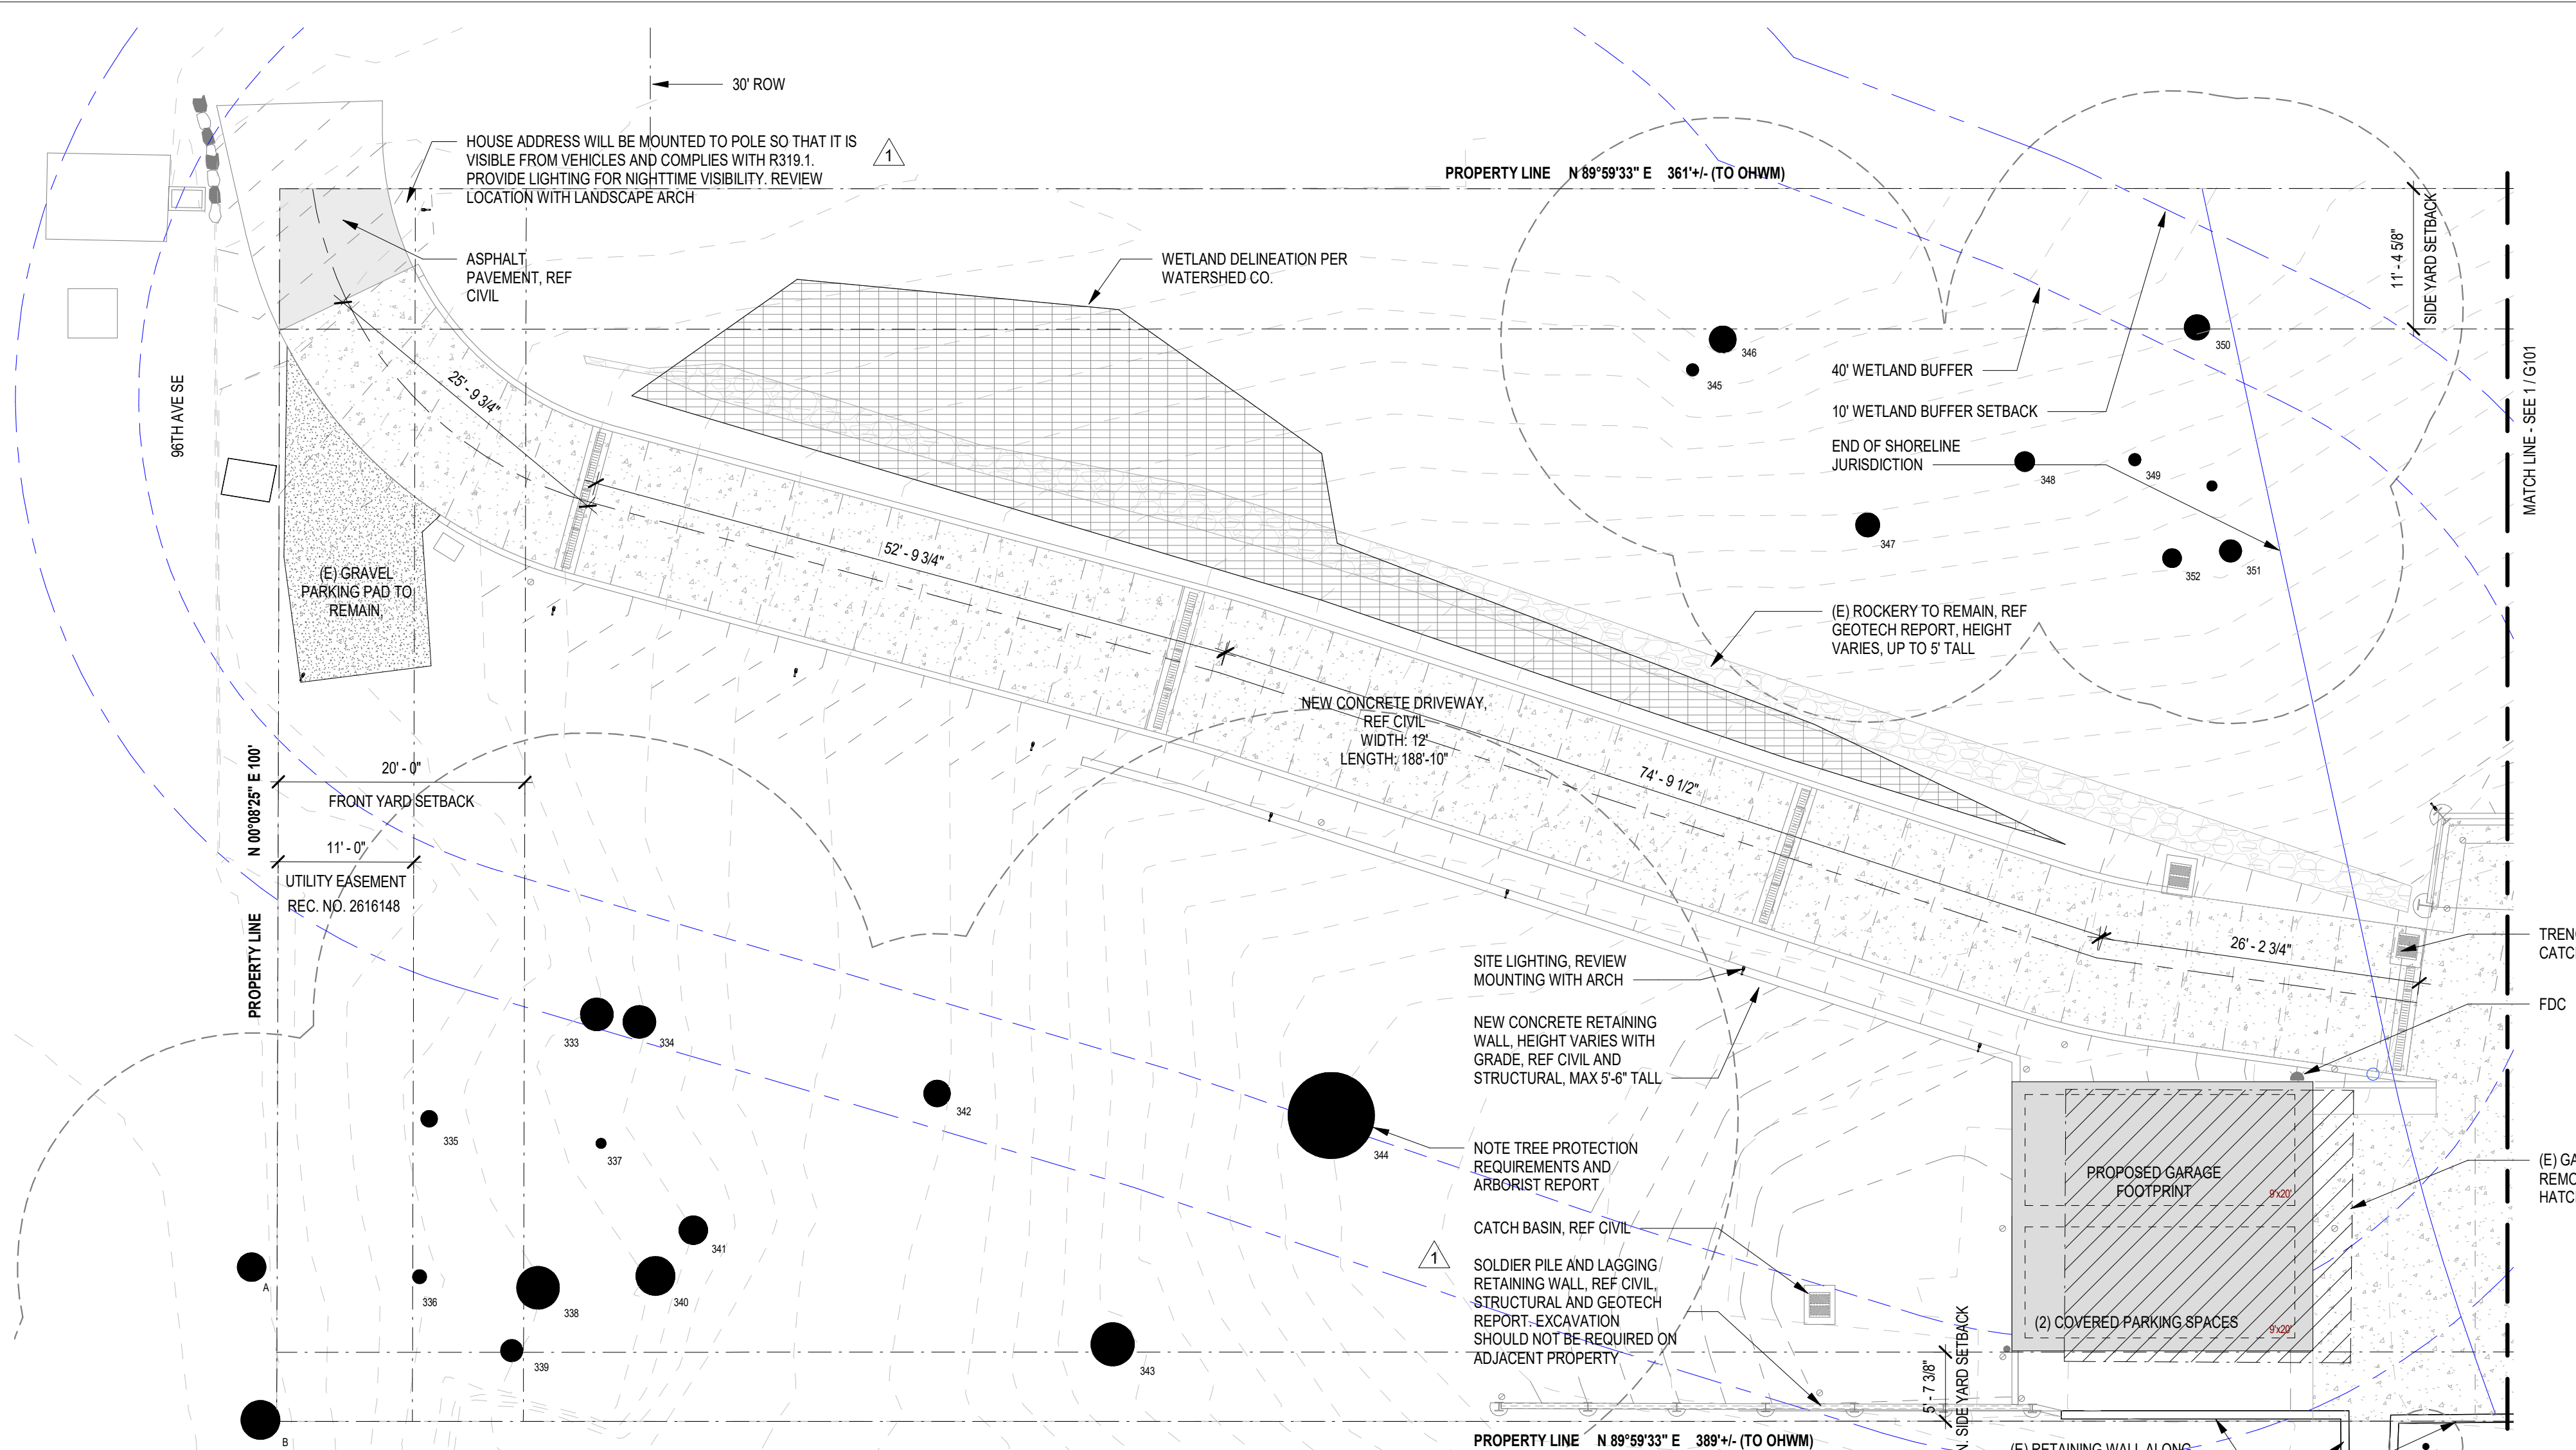 30' ROW
HOUSE ADDRESS WILL BE MOUNTED TO POLE SO THAT IT IS
VISIBLE FROM VEHICLES AND COMPLIES WITH R319.1.
PROVIDE LIGHTING FOR NIGHTTIME VISIBILITY. REVIEW
LOCATION WITH LANDSCAPE ARCH
1
PROPERTY LINE N 89°59'33" E 361'+/- (TO OHWM)
ASPHALT
PAVEMENT, REF
CIVIL
WETLAND DELINEATION PER
WATERSHED CO.
11' - 4 5/8"
SIDE YARD SETBACK
MATCH LINE - SEE 1 / G101
346
345
350
40' WETLAND BUFFER
10' WETLAND BUFFER SETBACK
END OF SHORELINE
JURISDICTION
348
349
347
352
351
96TH AVE SE
25' - 9 3/4"
52' - 9 3/4"
(E) GRAVEL
PARKING PAD TO
REMAIN,
(E) ROCKERY TO REMAIN, REF
GEOTECH REPORT, HEIGHT
VARIES, UP TO 5' TALL
NEW CONCRETE DRIVEWAY,
REF CIVIL
WIDTH: 12'
LENGTH: 188'-10"
74' - 9 1/2"
26' - 2 3/4"
PROPERTY LINE N 00°08'25" E 100'
20' - 0"
FRONT YARD SETBACK
11' - 0"
UTILITY EASEMENT
REC. NO. 2616148
TREN
CATC
FDC
SITE LIGHTING, REVIEW
MOUNTING WITH ARCH
NEW CONCRETE RETAINING
WALL, HEIGHT VARIES WITH
GRADE, REF CIVIL AND
STRUCTURAL, MAX 5'-6" TALL
333
334
335
337
342
344
NOTE TREE PROTECTION
REQUIREMENTS AND
ARBORIST REPORT
CATCH BASIN, REF CIVIL
1
SOLDIER PILE AND LAGGING
RETAINING WALL, REF CIVIL,
STRUCTURAL AND GEOTECH
REPORT. EXCAVATION
SHOULD NOT BE REQUIRED ON
ADJACENT PROPERTY
PROPOSED GARAGE
FOOTPRINT
9'x20'
(2) COVERED PARKING SPACES
9'x20'
(E) GA
REMO
HATC
341
A
336
338
340
339
343
B
5' - 7 3/8"
N. SIDE YARD SETBACK
PROPERTY LINE N 89°59'33" E 389'+/- (TO OHWM)
(E) RETAINING WALL ALONG